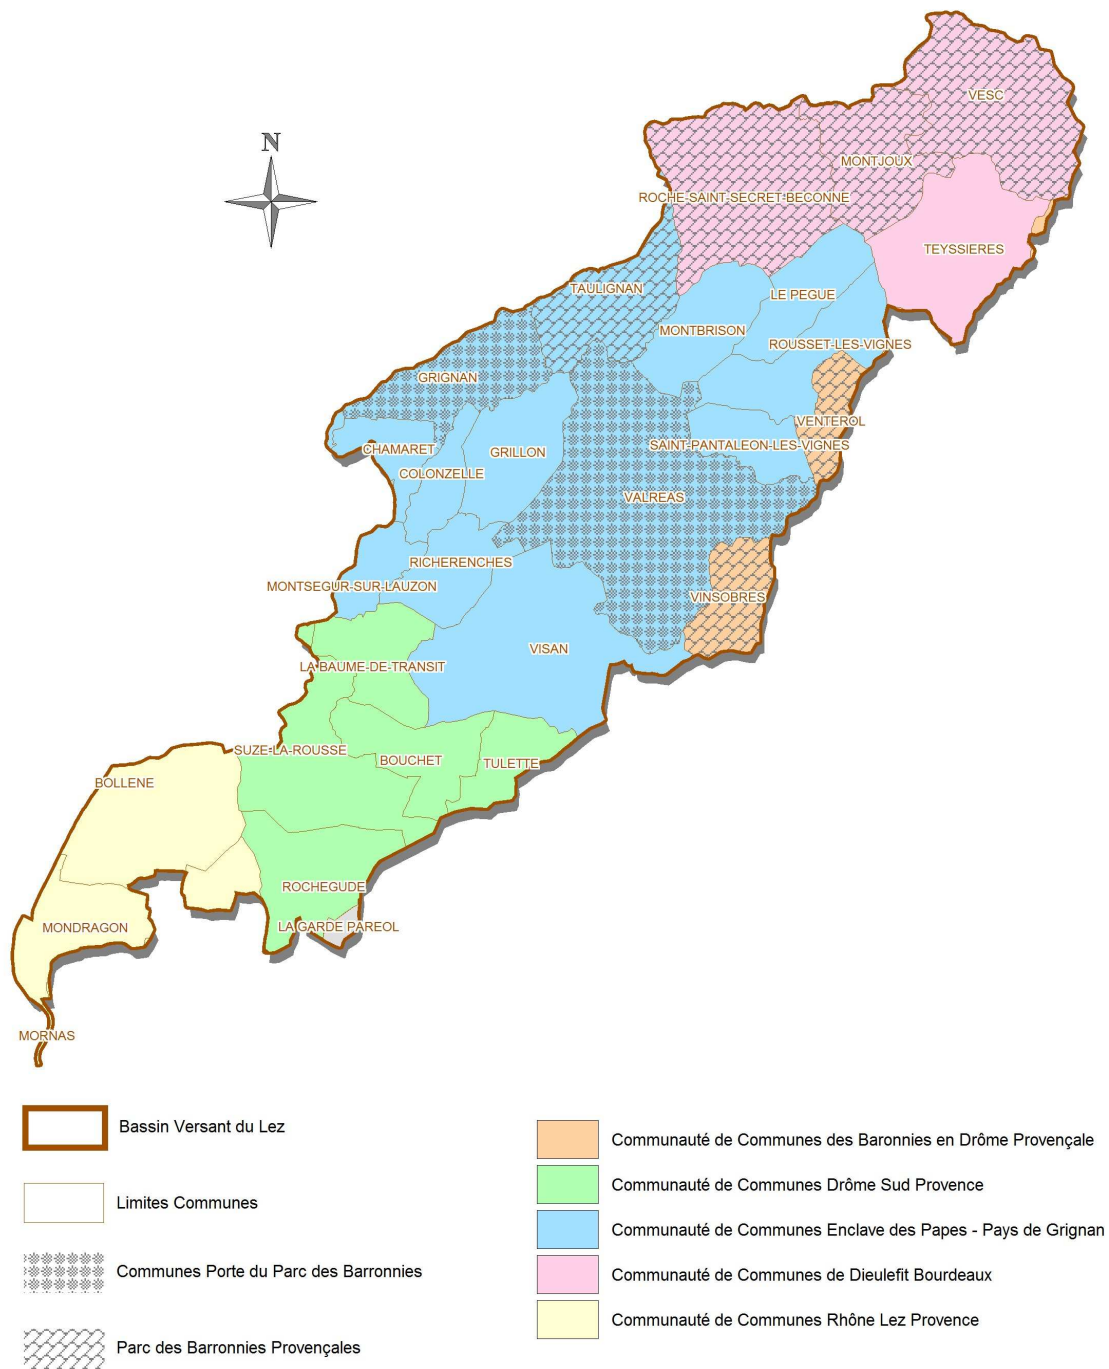 N
VESC
MONTJOUX
ROCHE-SAINT-SECRET-BECONNE
TEYSSIERES
TAULIGNAN
LE PEGUE
MONTBRISON
ROUSSET-LES-VIGNES
GRIGNAN
VENTEROL
SAINT-PANTALEON-LES-VIGNES
CHAMARET
GRILLON
COLONZELLE
VALREAS
RICHERENCHES
MONTSEGUR-SUR-LAUZON
VINSOBRES
VISAN
LA BAUME-DE-TRANSIT
SUZE-LA-ROUSSE
BOUCHET
TULETTE
BOLLENE
ROCHEGUDE
LA GARDE PAREOL
MONDRAGON
MORNAS
Bassin Versant du Lez
Limites Communes
Communes Porte du Parc des Barronnies
Parc des Barronnies Provençales
Communauté de Communes des Baronnies en Drôme Provençale
Communauté de Communes Drôme Sud Provence
Communauté de Communes Enclave des Papes - Pays de Grignan
Communauté de Communes de Dieulefit Bourdeaux
Communauté de Communes Rhône Lez Provence